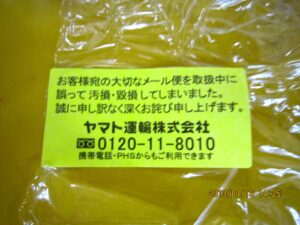 お客様宛の大切なメール便を取扱中に
誤って汚損・毀損してしまいました。
誠に申し訳なく深くお詫び申し上げます。
ヤマト運輸株式会社
0120-11-8010
携帯電話・PHSからもご利用できます